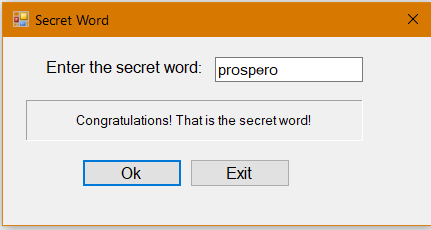 Secret Word
Enter the secret word: prospero
Congratulations! That is the secret word!
Ok Exit